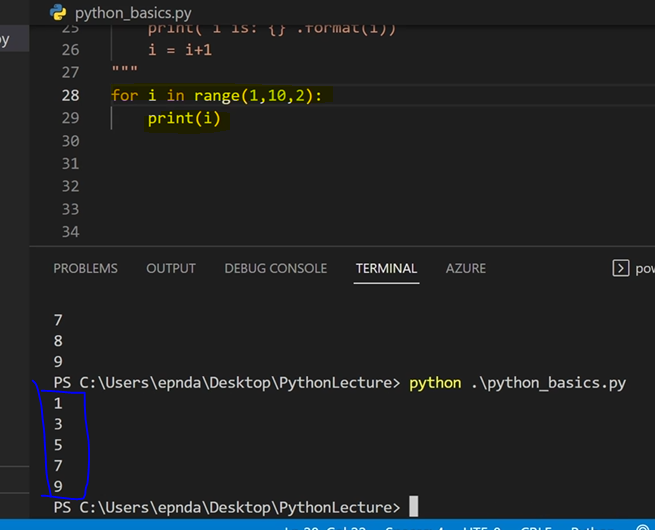 python_basics.py
py
25 print( i is: {} .format(i))
26 i = i+1
27 """
28 for i in range(1,10,2):
29 print(i)
30
31
32
33
34
PROBLEMS OUTPUT DEBUG CONSOLE TERMINAL AZURE pow
7
8
9
PS C:\Users\epnda\Desktop\PythonLecture> python .\python_basics.py
1
3
5
7
9
PS C:\Users\epnda\Desktop\PythonLecture>